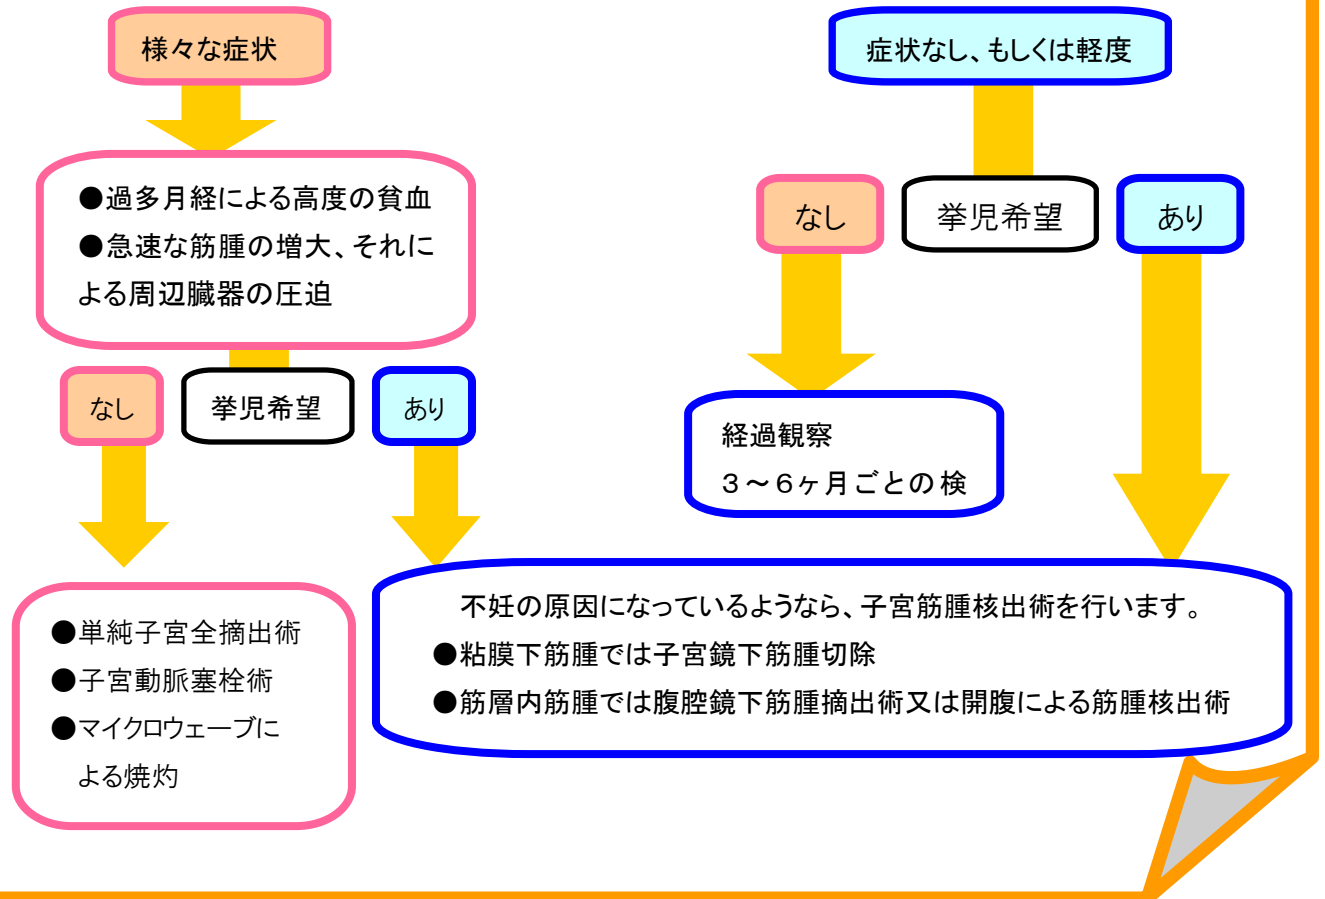 様々な症状
●過多月経による高度の貧血
●急速な筋腫の増大、それに
よる周辺臓器の圧迫
なし
挙児希望
あり
●単純子宮全摘出術
●子宮動脈塞栓術
●マイクロウェーブに
よる焼灼
症状なし、もしくは軽度
なし
挙児希望
あり
経過観察
3~6ヶ月ごとの検
不妊の原因になっているようなら、子宮筋腫核出術を行います。
●粘膜下筋腫では子宮鏡下筋腫切除
●筋層内筋腫では腹腔鏡下筋腫摘出術又は開腹による筋腫核出術